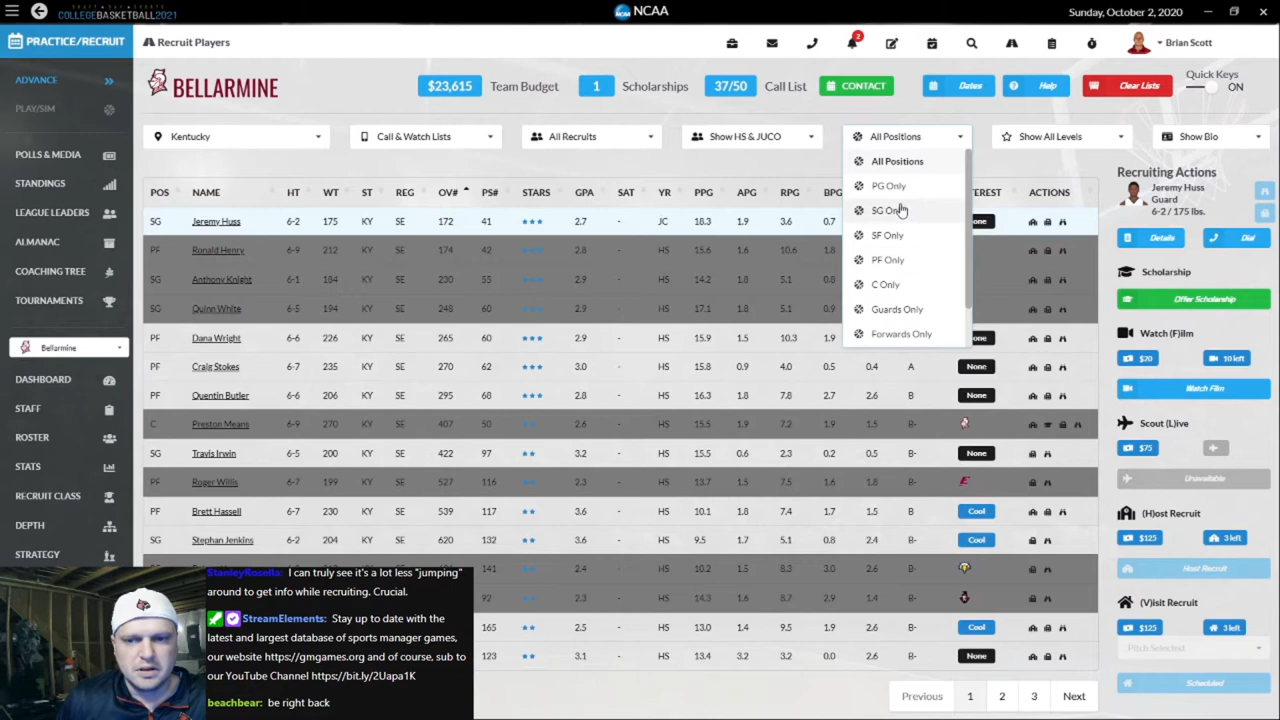 DRAFT DAY SPORTS
COLLEGE BASKETBALL 2021
NCAA
Sunday, October 2, 2020
PRACTICE/RECRUIT
Recruit Players
2
Brian Scott
ADVANCE
PLAY/SIM
POLLS & MEDIA
STANDINGS
LEAGUE LEADERS
ALMANAC
COACHING TREE
TOURNAMENTS
Bellarmine
DASHBOARD
STAFF
ROSTER
STATS
RECRUIT CLASS
DEPTH
STRATEGY
BELLARMINE
$23,615 Team Budget 1 Scholarships 37/50 Call List CONTACT Dates Help Clear Lists
Quick Keys
ON
Kentucky Call & Watch Lists All Recruits Show HS & JUCO All Positions Show All Levels Show Bio
All Positions
PG Only
SG Only
SF Only
PF Only
C Only
Guards Only
Forwards Only
POS NAME HT WT ST REG OV# PS# STARS GPA SAT YR PPG APG RPG BPG TEREST ACTIONS
SG Jeremy Huss 6-2 175 KY SE 172 41 ★★★ 2.7 - JC 18.3 1.9 3.6 0.7 one
PF Ronald Henry 6-9 212 KY SE 174 42 ★★★ 2.8 - HS 15.6 1.6 10.6 0.8
SG Anthony Knight 6-1 184 KY SE 230 55 ★★★ 2.9 - HS 14.2 1.8 5.1 0.8
SG Quinn White 6-5 194 KY SE 248 60 ★★★ 2.9 - HS 17.1 1.6 0.9
PF Dana Wright 6-6 226 KY SE 265 60 ★★★ 2.9 - HS 15.9 1.5 10.3 1.9 one
PF Craig Stokes 6-7 235 KY SE 270 62 ★★★ 3.0 - HS 15.8 0.9 4.0 0.5 0.4 A None
PF Quentin Butler 6-6 206 KY SE 295 68 ★★★ 2.8 - HS 16.3 1.8 7.8 2.7 2.6 B None
C Preston Means 6-9 270 KY SE 407 50 ★★ 2.6 - HS 15.5 1.9 7.2 1.9 1.5 B-
SG Travis Irwin 6-5 200 KY SE 423 97 ★★ 2.9 - HS 15.7 0.6 2.3 0.2 0.5 B- None
PF Roger Willis 6-7 199 KY SE 527 116 ★★ 2.9 - HS 13.7 1.5 7.5 1.6 1.8 B-
PF Brett Hassell 6-7 230 KY SE 539 117 ★★ 3.6 - HS 10.1 1.8 7.4 1.2 1.5 B Cool
SG Stephan Jenkins 6-2 204 KY SE 620 132 ★★ 3.6 - HS 9.5 1.7 5.1 0.8 2.4 B- Cool
141 ★★ 2.4 - HS 10.1 1.5 8.3 3.0 2.6 B-
92 ★★ 2.3 - HS 14.3 1.6 8.7 2.9 1.4 B-
165 ★★ 2.5 - HS 13.0 1.4 9.5 1.9 2.6 B- Cool
123 ★★ 3.1 - HS 13.4 3.2 3.2 0.0 2.6 B- None
Previous 1 2 3 Next
Recruiting Actions
Jeremy Huss
Guard
6-2 / 175 lbs.
Details Dial
Scholarship
Offer Scholarship
Watch (F)ilm
$20 10 left
Watch Film
Scout (L)ive
$75
Unavailable
(H)ost Recruit
$125 3 left
Host Recruit
(V)isit Recruit
$125 3 left
Pitch Selected
Scheduled
StanleyRosella: I can truly see it's a lot less "jumping"
around to get info while recruiting. Crucial.
StreamElements: Stay up to date with the
latest and largest database of sports manager games,
our website https://gmgames.org and of course, sub to
our YouTube Channel https://bit.ly/2Uapa1K
beachbear: be right back